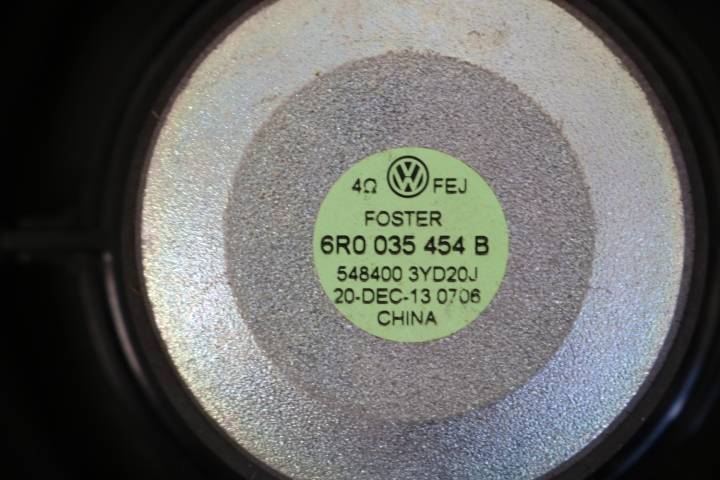 4Ω VW FEJ
FOSTER
6R0 035 454 B
548400 3YD20J
20-DEC-13 0706
CHINA